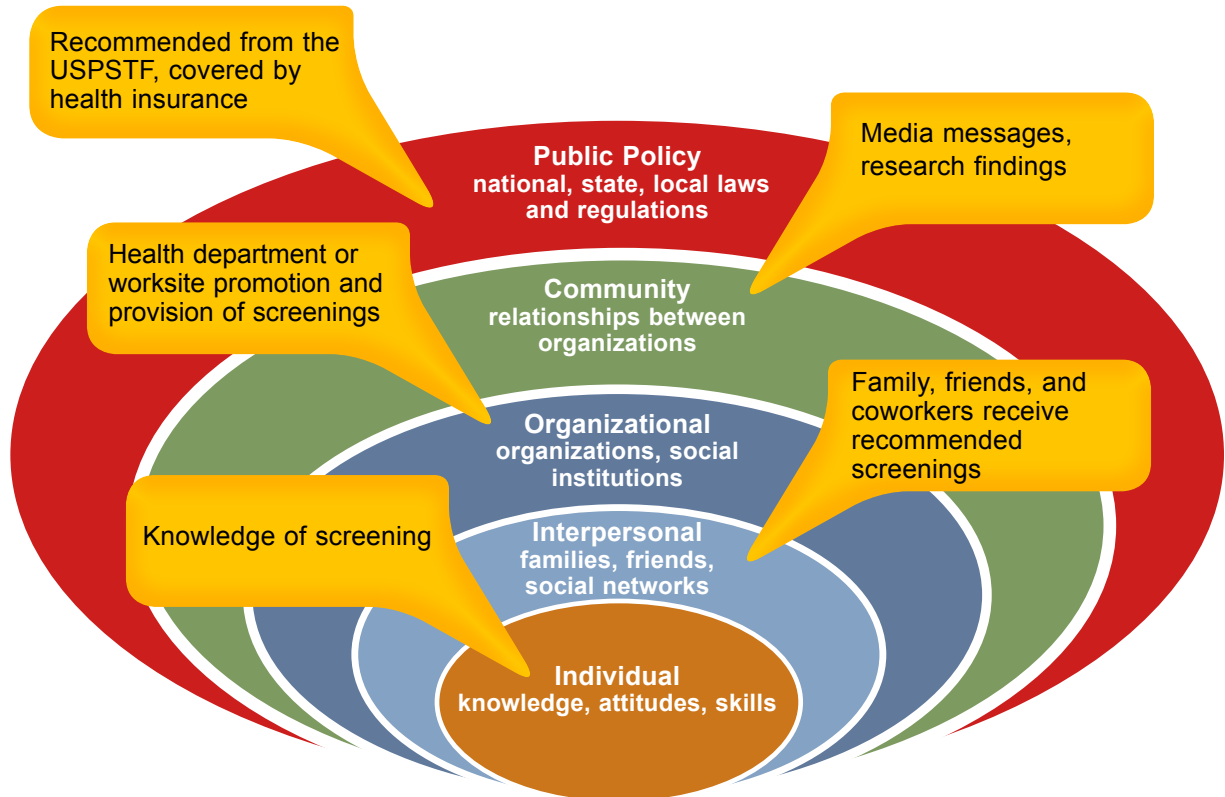 Recommended from the
USPSTF, covered by
health insurance
Media messages,
research findings
Public Policy
national, state, local laws
and regulations
Health department or
worksite promotion and
provision of screenings
Community
relationships between
organizations
Family, friends, and
coworkers receive
recommended
screenings
Organizational
organizations, social
institutions
Knowledge of screening
Interpersonal
families, friends,
social networks
Individual
knowledge, attitudes, skills